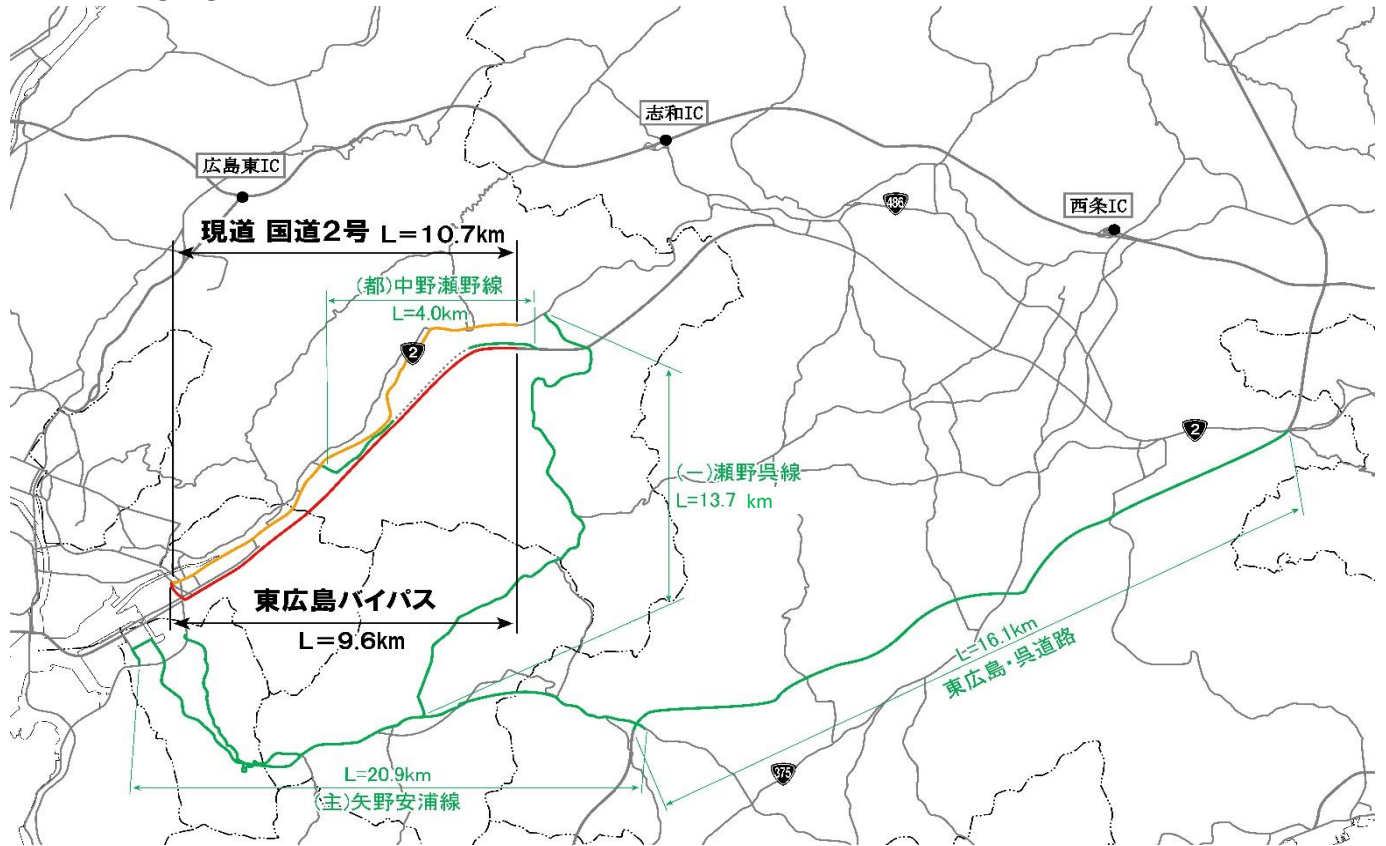 志和IC
広島東IC
486
西条IC
現道 国道2号 L=10.7km
(都)中野瀬野線
L=4.0km
2
2
(一)瀬野呉線
L=13.7 km
東広島バイパス
L=9.6km
L=16.1km
東広島・呉道路
L=20.9km
(主)矢野安浦線
375